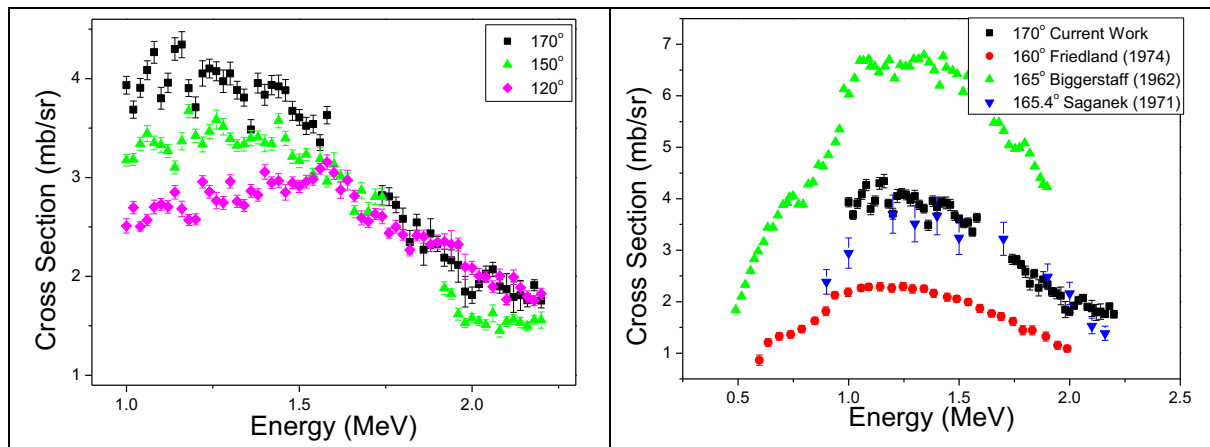 170°
150°
120°
4
3
2
1
1.0
1.5
2.0
Cross Section (mb/sr)
Energy (MeV)
170° Current Work
160° Friedland (1974)
165° Biggerstaff (1962)
165.4° Saganek (1971)
7
6
5
4
3
2
1
0.5
1.0
1.5
2.0
2.5
Cross Section (mb/sr)
Energy (MeV)